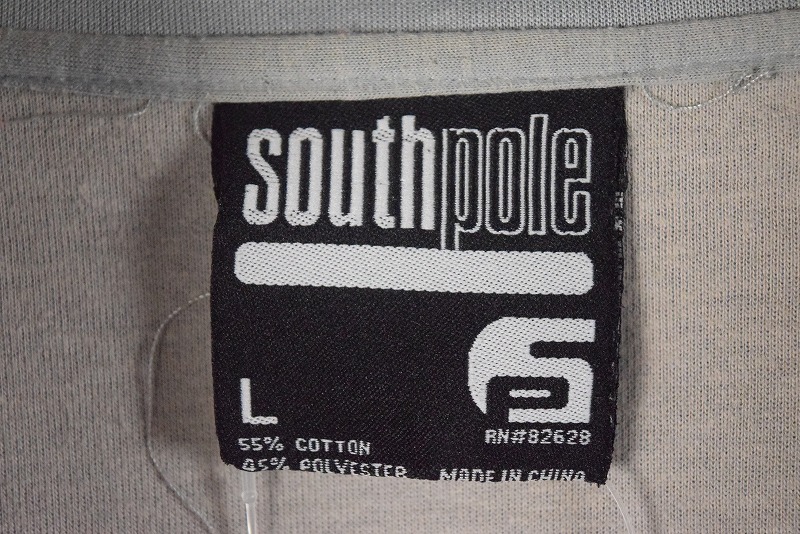 southpole
L
RN#82628
55% COTTON
45% POLYESTER MADE IN CHINA